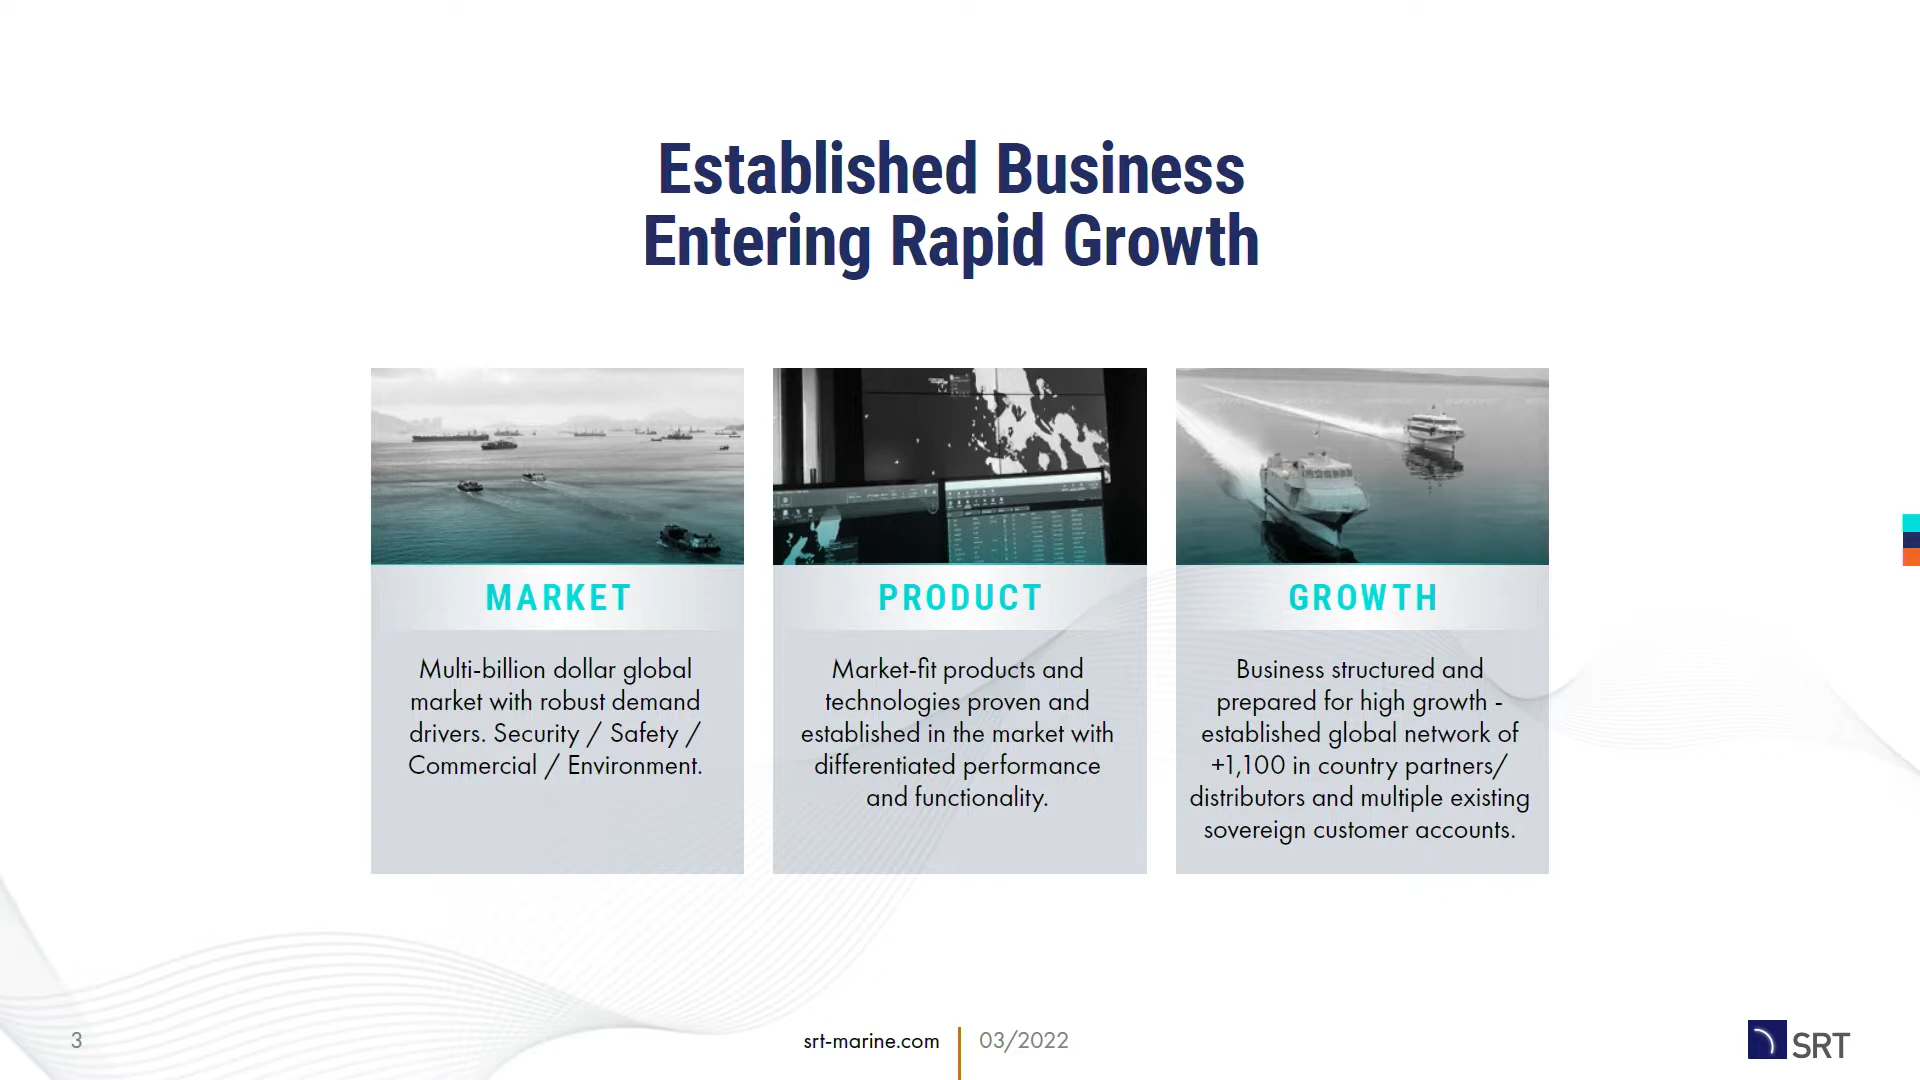 Established Business
Entering Rapid Growth
MARKET
Multi-billion dollar global
market with robust demand
drivers. Security / Safety /
Commercial / Environment.
PRODUCT
Market-fit products and
technologies proven and
established in the market with
differentiated performance
and functionality.
GROWTH
Business structured and
prepared for high growth -
established global network of
+1,100 in country partners/
distributors and multiple existing
sovereign customer accounts.
3
srt-marine.com
03/2022
SRT